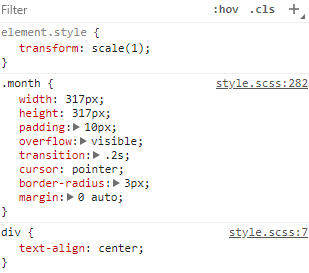 Filter :hov .cls +
element.style {
transform: scale(1);
}
.month { style.scss:282
width: 317px;
height: 317px;
padding: 10px;
overflow: visible;
transition: .2s;
cursor: pointer;
border-radius: 3px;
margin: 0 auto;
}
div { style.scss:7
text-align: center;
}